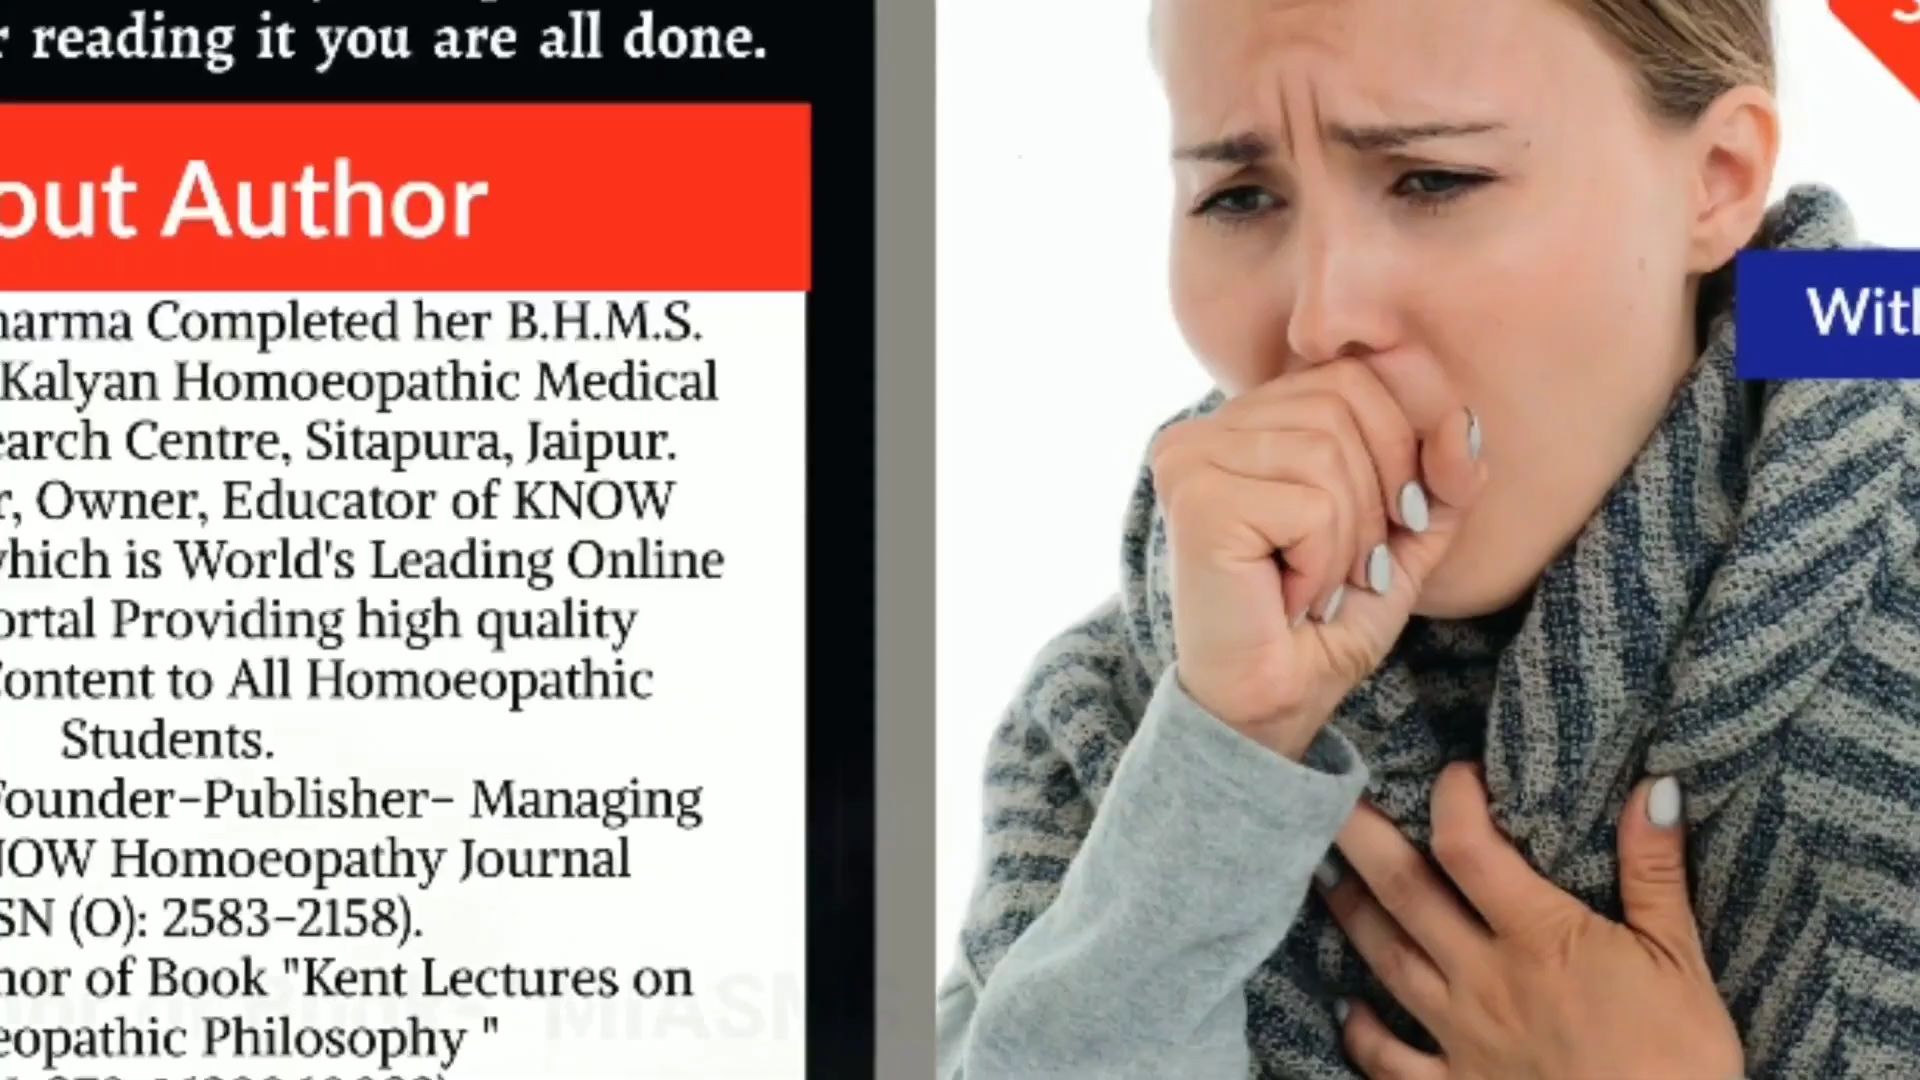 reading it you are all done.
out Author
harma Completed her B.H.M.S.
Kalyan Homoeopathic Medical
earch Centre, Sitapura, Jaipur.
r, Owner, Educator of KNOW
which is World's Leading Online
ortal Providing high quality
Content to All Homoeopathic
Students.
Founder-Publisher- Managing
NOW Homoeopathy Journal
SN (O): 2583-2158).
hor of Book "Kent Lectures on
eopathic Philosophy "
With